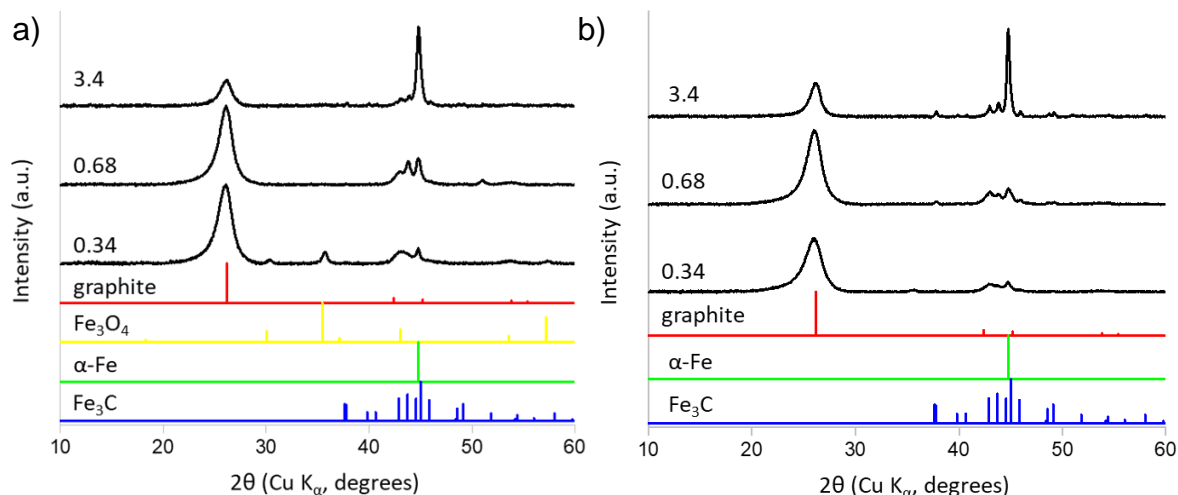 a)
3.4
0.68
0.34
graphite
Fe₃O₄
α-Fe
Fe₃C
10 20 30 40 50 60
2θ (Cu Kα, degrees)
Intensity (a.u.)
b)
3.4
0.68
0.34
graphite
α-Fe
Fe₃C
10 20 30 40 50 60
2θ (Cu Kα, degrees)
Intensity (a.u.)